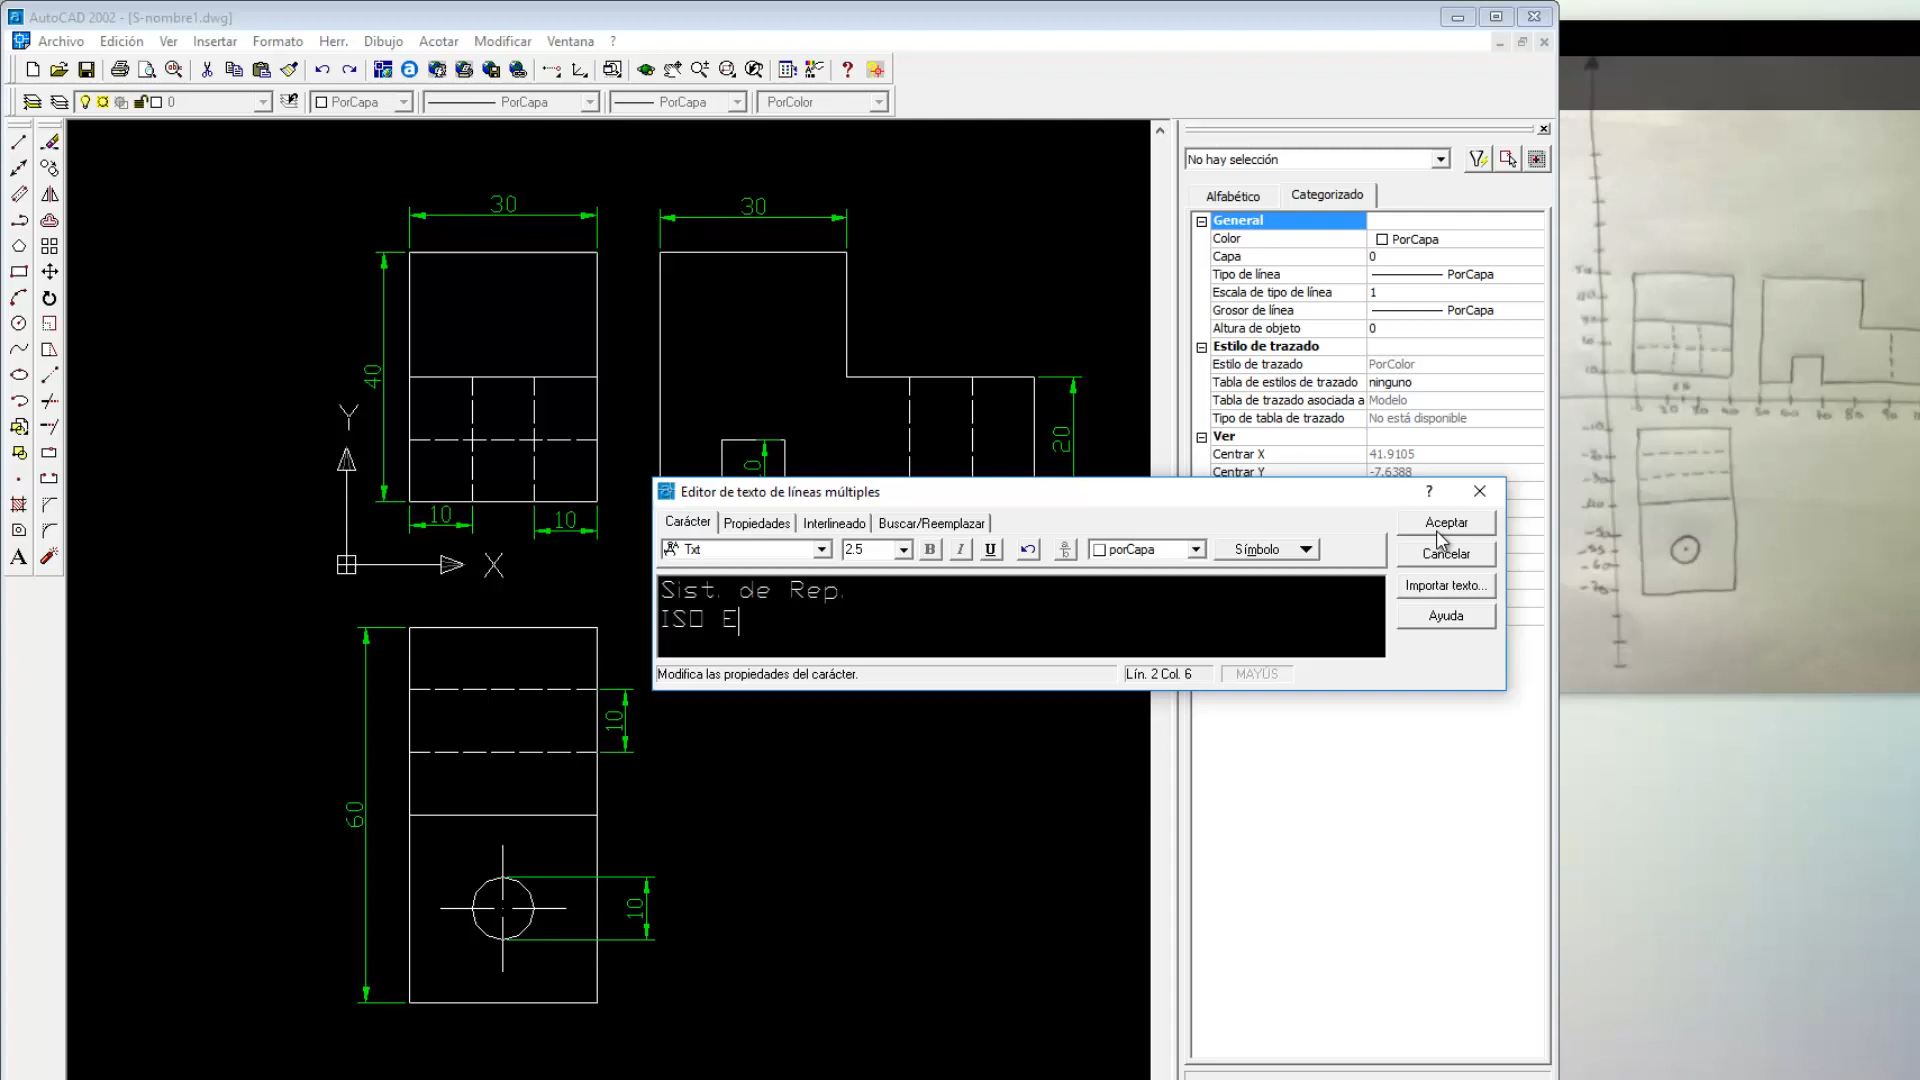 AutoCAD 2002 - [S-nombre1.dwg]
Archivo Edición Ver Insertar Formato Herr. Dibujo Acotar Modificar Ventana ?
0 PorCapa PorCapa PorCapa PorColor
No hay selección
Alfabético Categorizado
General
Color PorCapa
Capa 0
Tipo de línea PorCapa
Escala de tipo de línea 1
Grosor de línea PorCapa
Altura de objeto 0
Estilo de trazado
Estilo de trazado PorColor
Tabla de estilos de trazado ninguno
Tabla de trazado asociada a Modelo
Tipo de tabla de trazado No está disponible
Ver
Centrar X 41.9105
Centrar Y -7.6388
30
30
40
20
10
10
Y
X
10
60
10
Editor de texto de líneas múltiples
Carácter Propiedades Interlineado Buscar/Reemplazar
Txt 2.5 B I U porCapa Símbolo
Sist. de Rep.
ISO E
Aceptar
Cancelar
Importar texto...
Ayuda
Modifica las propiedades del carácter. Lín. 2 Col. 6 MAYÚS
A